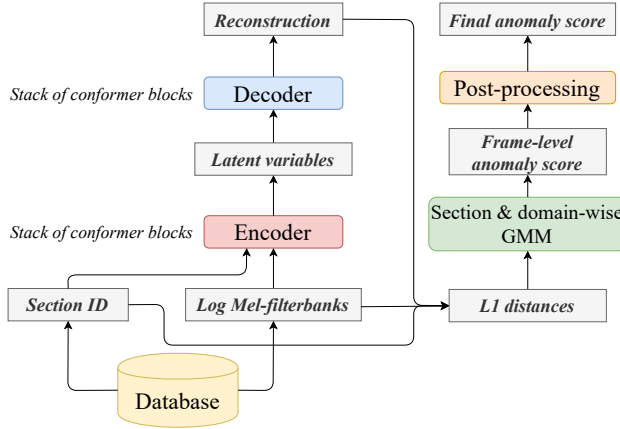 Reconstruction
Final anomaly score
Stack of conformer blocks
Decoder
Post-processing
Latent variables
Frame-level
anomaly score
Stack of conformer blocks
Encoder
Section & domain-wise
GMM
Section ID
Log Mel-filterbanks
L1 distances
Database